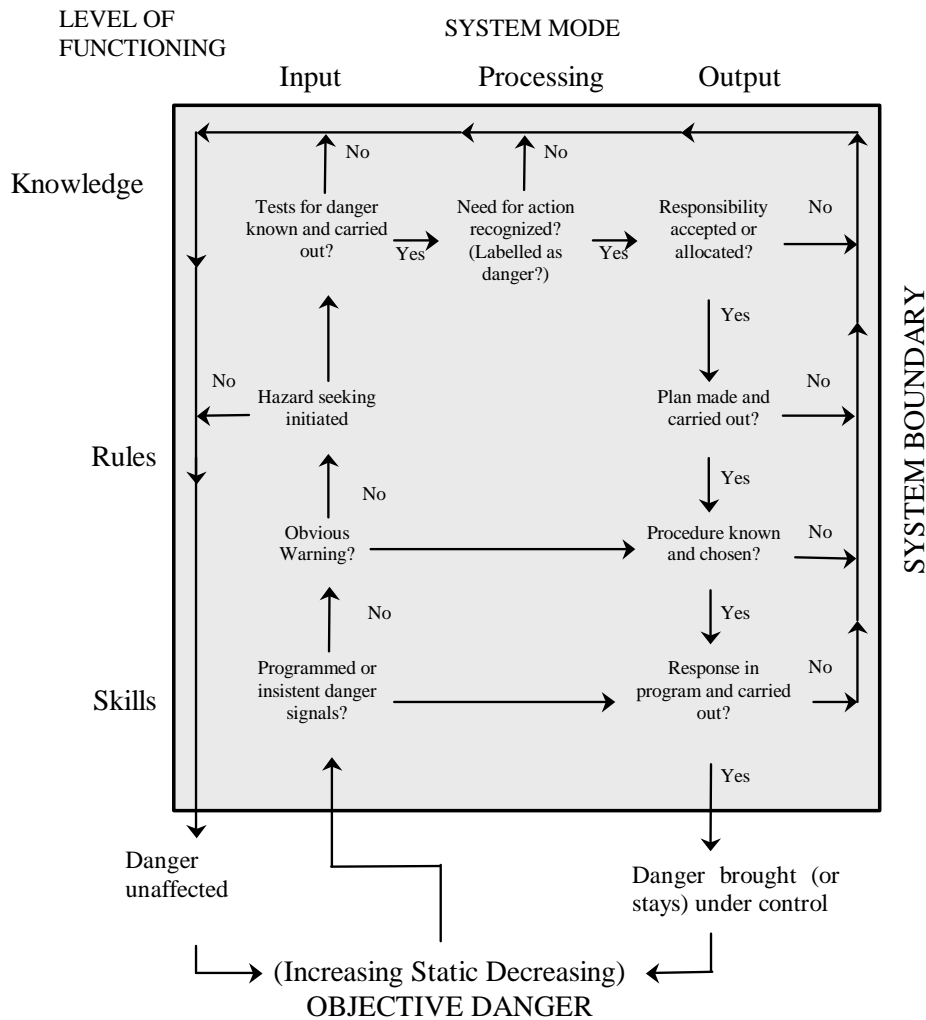 LEVEL OF
FUNCTIONING
SYSTEM MODE
Input
Processing
Output
No
No
Knowledge
Tests for danger
known and carried
out?
Yes
Need for action
recognized?
(Labelled as
danger?)
Yes
Responsibility
accepted or
allocated?
No
Yes
SYSTEM BOUNDARY
No
Hazard seeking
initiated
Plan made and
carried out?
No
Rules
No
Yes
Obvious
Warning?
Procedure known
and chosen?
No
No
Yes
Skills
Programmed or
insistent danger
signals?
Response in
program and carried
out?
No
Yes
Danger
unaffected
Danger brought (or
stays) under control
(Increasing Static Decreasing)
OBJECTIVE DANGER